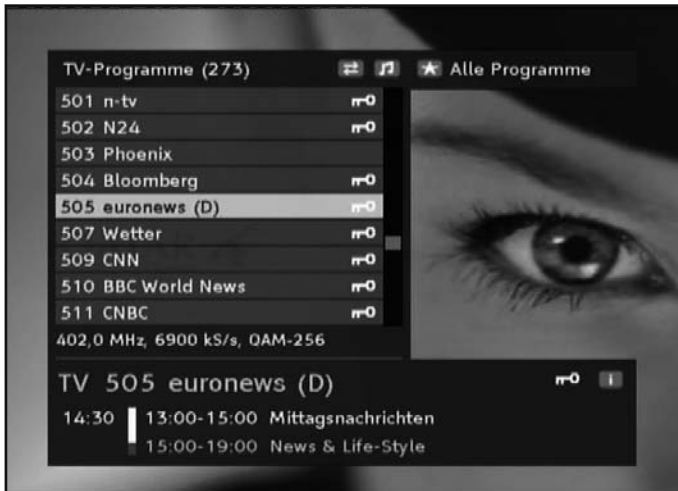 TV-Programme (273)
Alle Programme
501 n-tv
502 N24
503 Phoenix
504 Bloomberg
505 euronews (D)
507 Wetter
509 CNN
510 BBC World News
511 CNBC
402,0 MHz, 6900 kS/s, QAM-256
TV 505 euronews (D)
i
14:30 13:00-15:00 Mittagsnachrichten
15:00-19:00 News & Life-Style